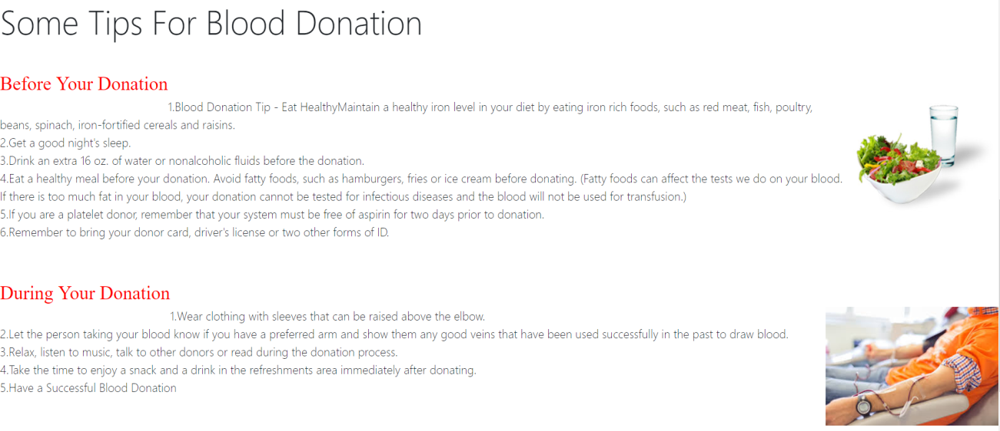 Some Tips For Blood Donation
Before Your Donation
1.Blood Donation Tip - Eat HealthyMaintain a healthy iron level in your diet by eating iron rich foods, such as red meat, fish, poultry,
beans, spinach, iron-fortified cereals and raisins.
2.Get a good night's sleep.
3.Drink an extra 16 oz. of water or nonalcoholic fluids before the donation.
4.Eat a healthy meal before your donation. Avoid fatty foods, such as hamburgers, fries or ice cream before donating. (Fatty foods can affect the tests we do on your blood.
If there is too much fat in your blood, your donation cannot be tested for infectious diseases and the blood will not be used for transfusion.)
5.If you are a platelet donor, remember that your system must be free of aspirin for two days prior to donation.
6.Remember to bring your donor card, driver's license or two other forms of ID.
During Your Donation
1.Wear clothing with sleeves that can be raised above the elbow.
2.Let the person taking your blood know if you have a preferred arm and show them any good veins that have been used successfully in the past to draw blood.
3.Relax, listen to music, talk to other donors or read during the donation process.
4.Take the time to enjoy a snack and a drink in the refreshments area immediately after donating.
5.Have a Successful Blood Donation